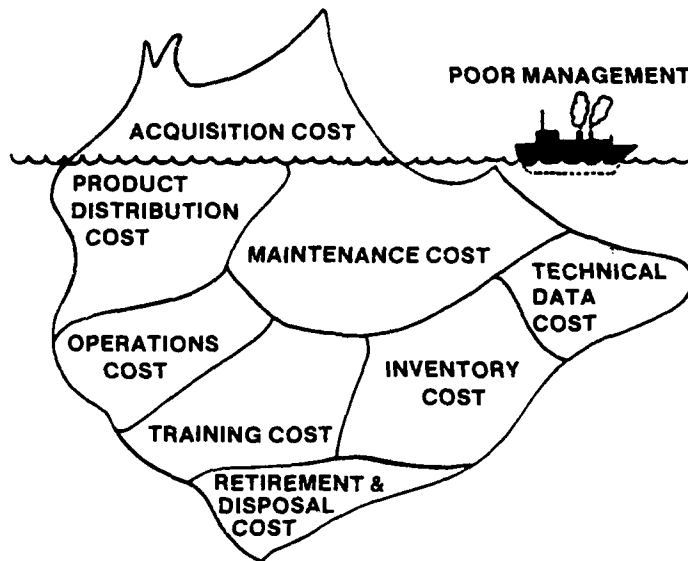 POOR MANAGEMENT
ACQUISITION COST
PRODUCT
DISTRIBUTION
COST
MAINTENANCE COST
TECHNICAL
DATA
COST
OPERATIONS
COST
INVENTORY
COST
TRAINING COST
RETIREMENT &
DISPOSAL
COST